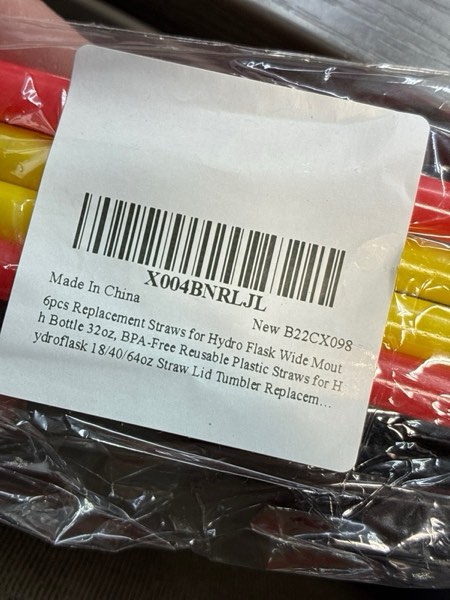 X004BNRLJL
Made In China
New B22CX098
6pcs Replacement Straws for Hydro Flask Wide Mout
h Bottle 32oz, BPA-Free Reusable Plastic Straws for H
ydroflask 18/40/64oz Straw Lid Tumbler Replacem...